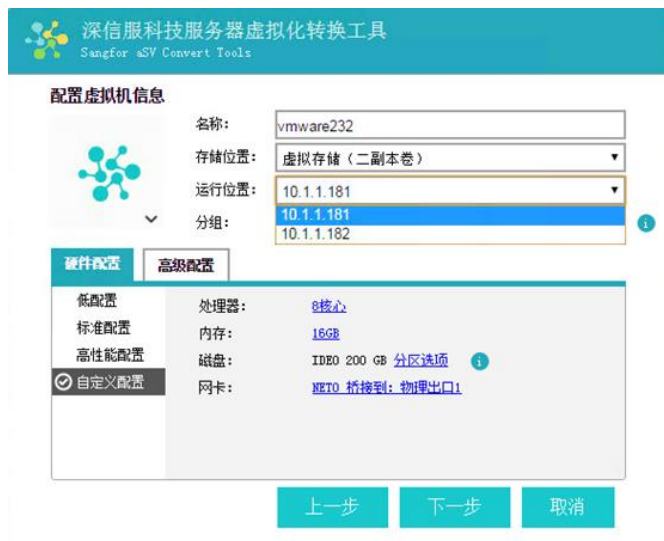 深信服科技服务器虚拟化转换工具
Sangfor aSV Convert Tools
配置虚拟机信息
名称： vmware232
存储位置： 虚拟存储（二副本卷）
运行位置： 10.1.1.181
10.1.1.181
分组：
10.1.1.182
硬件配置 高级配置
低配置
标准配置
高性能配置
自定义配置
处理器： 8核心
内存： 16GB
磁盘： IDE0 200 GB 分区选项
网卡： NET0 桥接到：物理出口1
上一步 下一步 取消